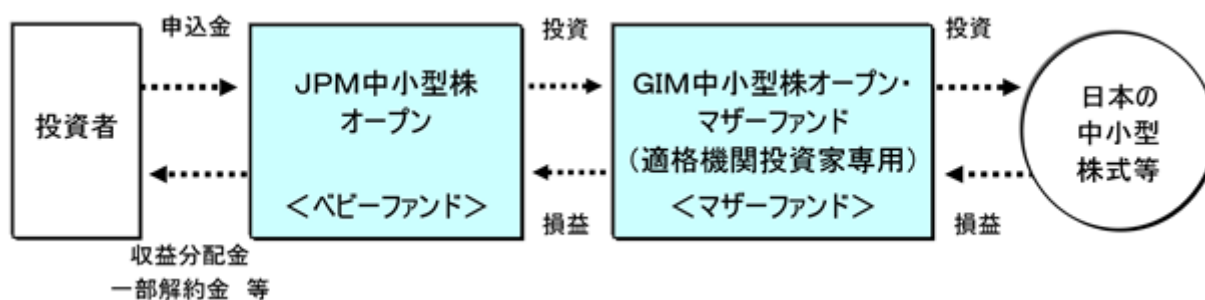 申込金
投資
投資
投資者
JPM中小型株
オープン
<ベビーファンド>
GIM中小型株オープン・
マザーファンド
(適格機関投資家専用)
<マザーファンド>
日本の
中小型
株式等
収益分配金
一部解約金 等
損益
損益